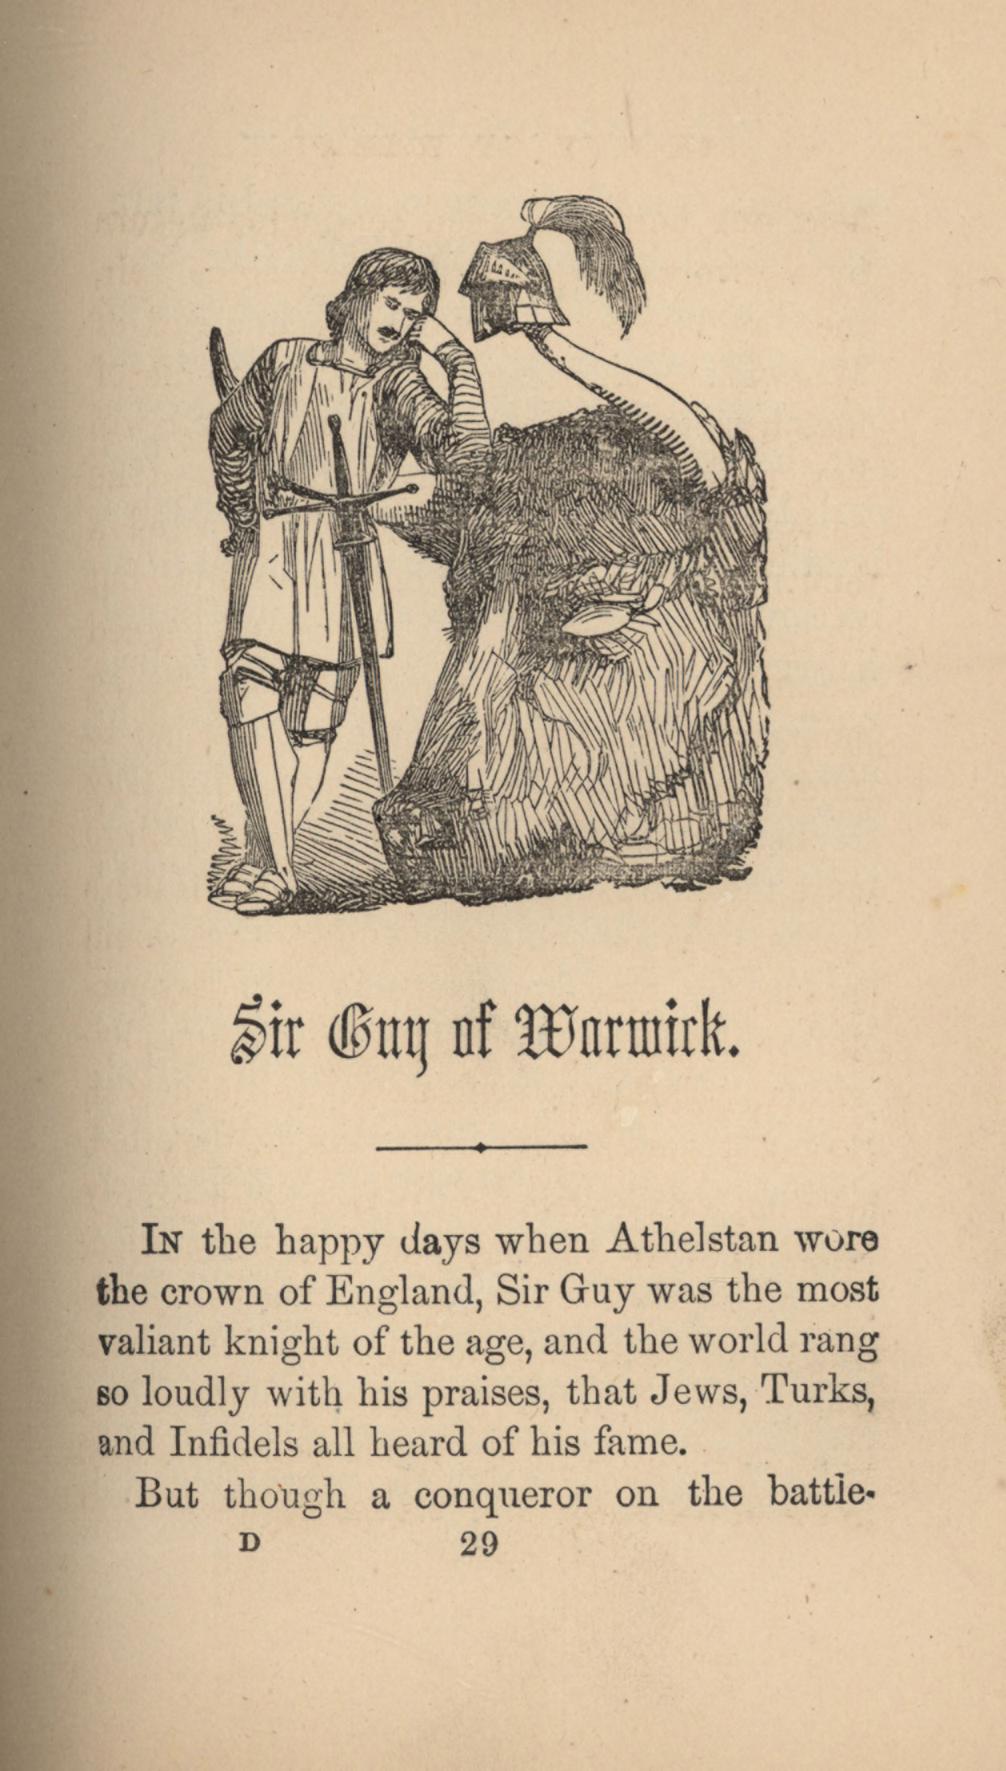 Sir Guy of Warwick.
In the happy days when Athelstan wore
the crown of England, Sir Guy was the most
valiant knight of the age, and the world rang
so loudly with his praises, that Jews, Turks,
and Infidels all heard of his fame.
But though a conqueror on the battle-
D 29